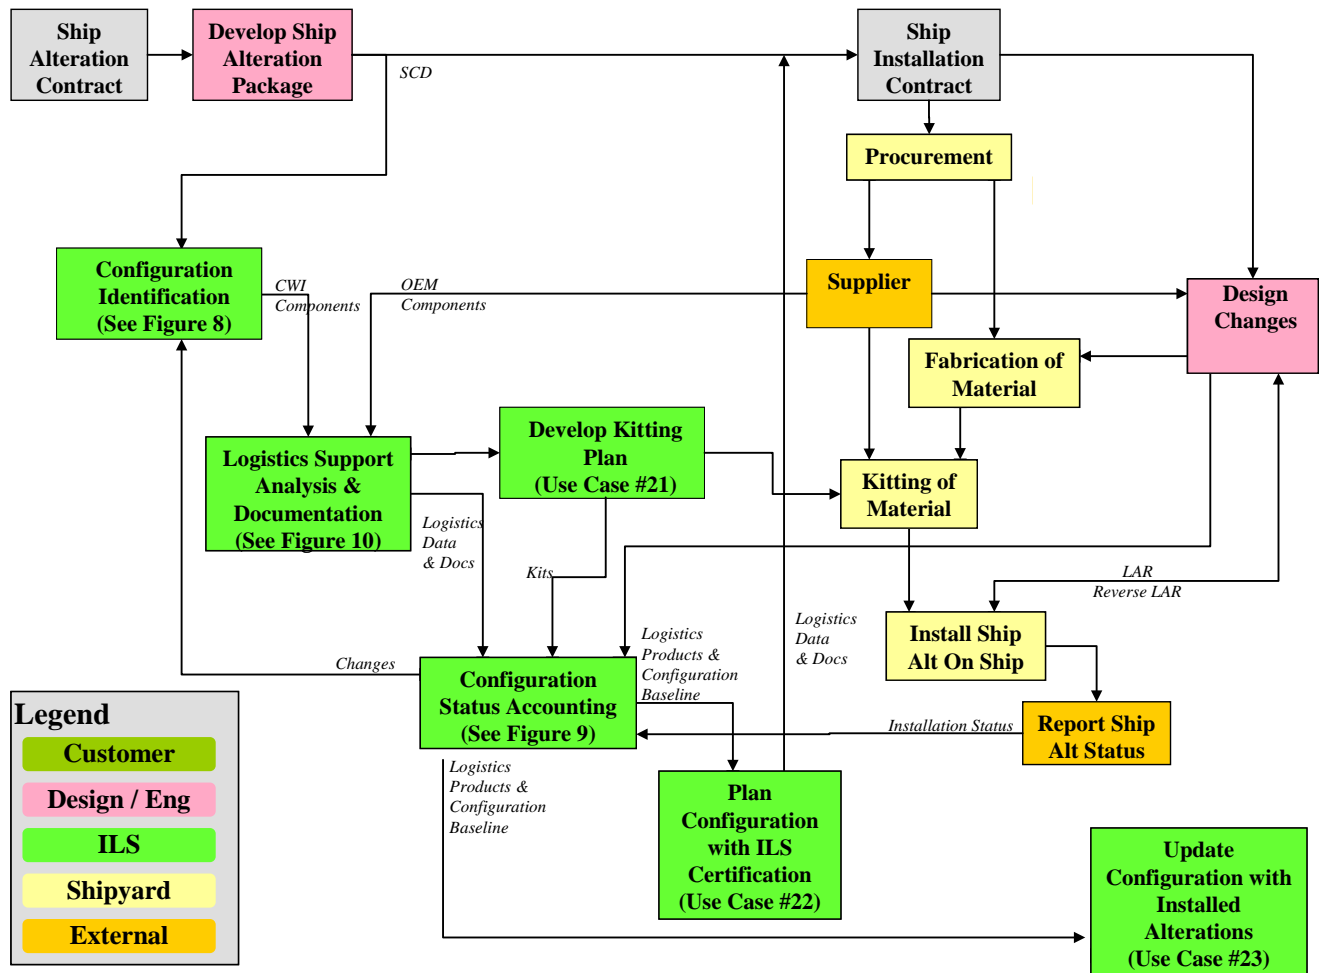 Ship
Alteration
Contract
Develop Ship
Alteration
Package
SCD
Ship
Installation
Contract
Procurement
Configuration
Identification
(See Figure 8)
CWI
Components
OEM
Components
Supplier
Design
Changes
Fabrication of
Material
Logistics Support
Analysis &
Documentation
(See Figure 10)
Develop Kitting
Plan
(Use Case #21)
Kitting of
Material
Logistics
Data
& Docs
Kits
LAR
Reverse LAR
Logistics
Products &
Configuration
Baseline
Logistics
Data
& Docs
Install Ship
Alt On Ship
Changes
Configuration
Status Accounting
(See Figure 9)
Installation Status
Report Ship
Alt Status
Logistics
Products &
Configuration
Baseline
Plan
Configuration
with ILS
Certification
(Use Case #22)
Update
Configuration with
Installed
Alterations
(Use Case #23)
Legend
Customer
Design / Eng
ILS
Shipyard
External